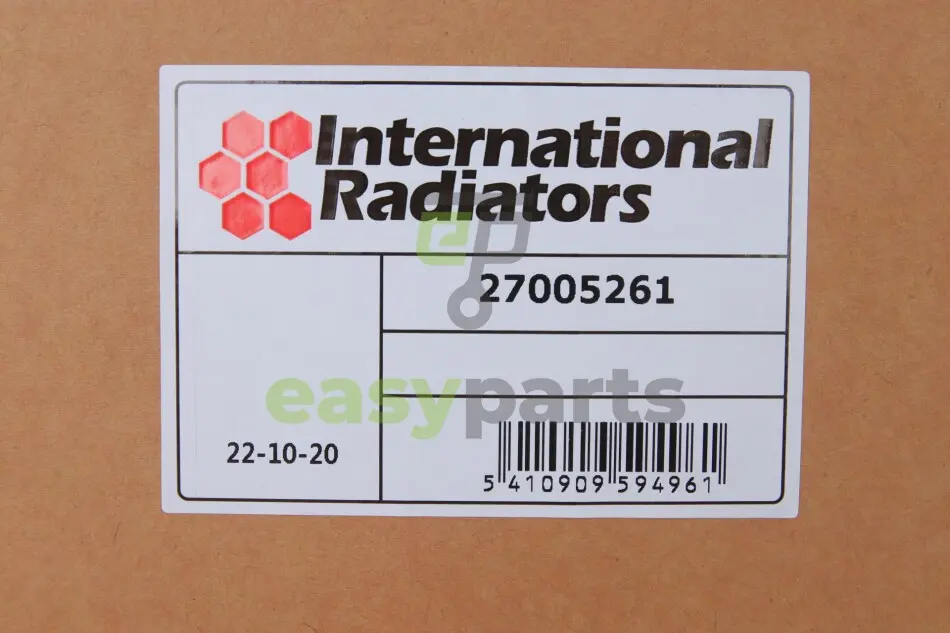 International
Radiators
27005261
easyparts
22-10-20
5 410909 594961